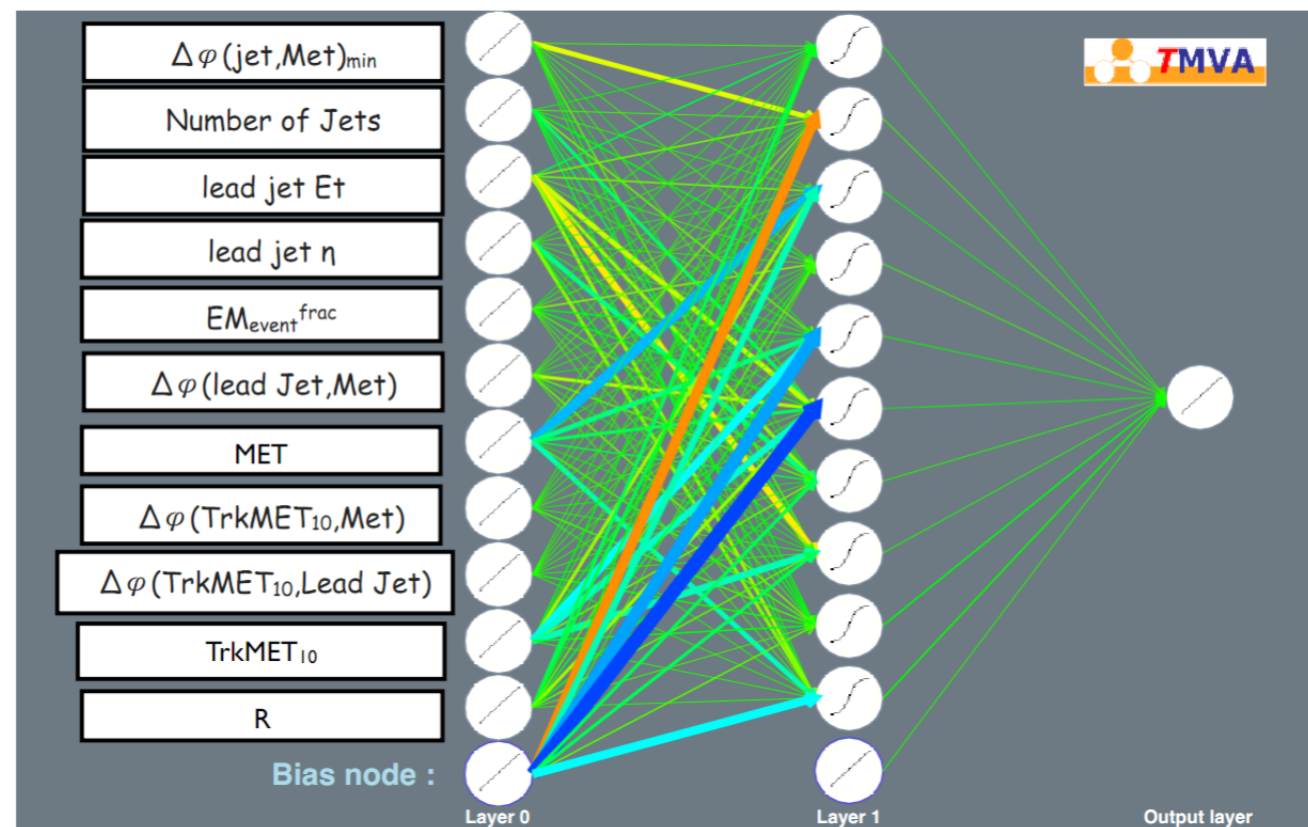 Δφ(jet,Met)min
TMVA
Number of Jets
lead jet Et
lead jet η
EMeventfrac
Δφ(lead Jet,Met)
MET
Δφ(TrkMET10,Met)
Δφ(TrkMET10,Lead Jet)
TrkMET10
R
Bias node :
Layer 0
Layer 1
Output layer